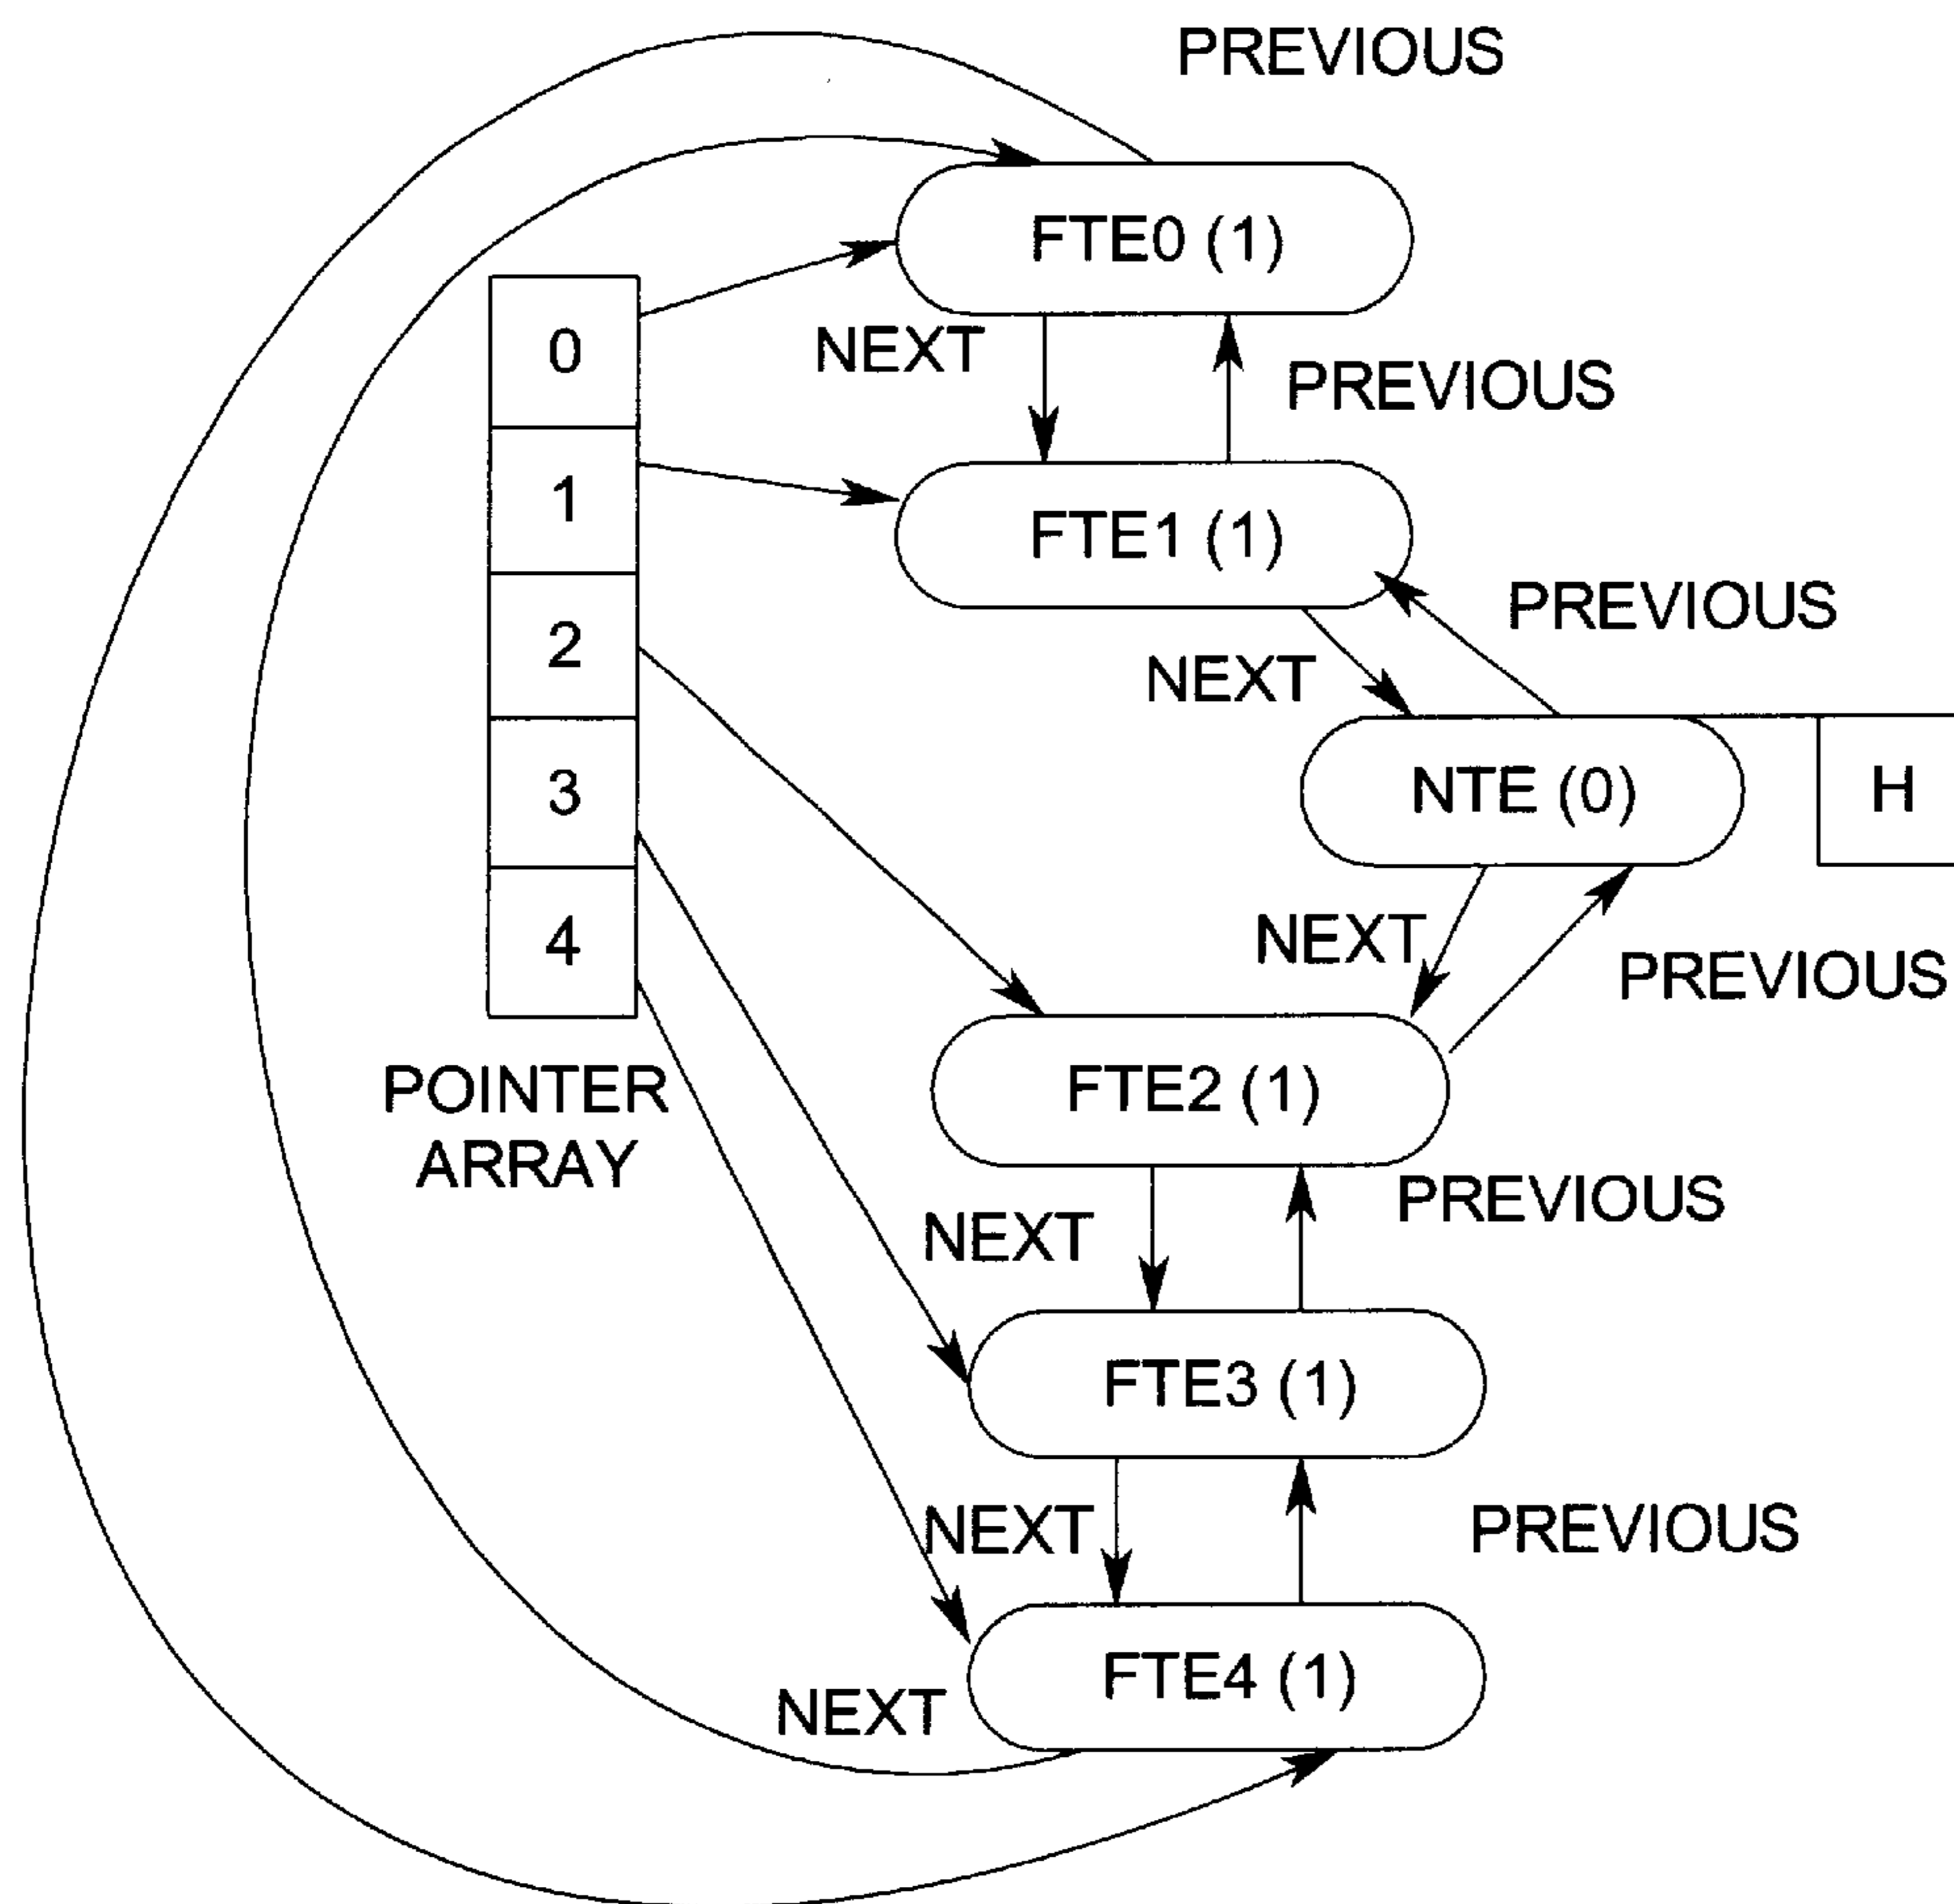 PREVIOUS
FTE0 (1)
0
NEXT
PREVIOUS
1
FTE1 (1)
PREVIOUS
2
NEXT
3
NTE (0)
H
4
NEXT
PREVIOUS
POINTER
ARRAY
FTE2 (1)
PREVIOUS
NEXT
FTE3 (1)
NEXT
PREVIOUS
FTE4 (1)
NEXT